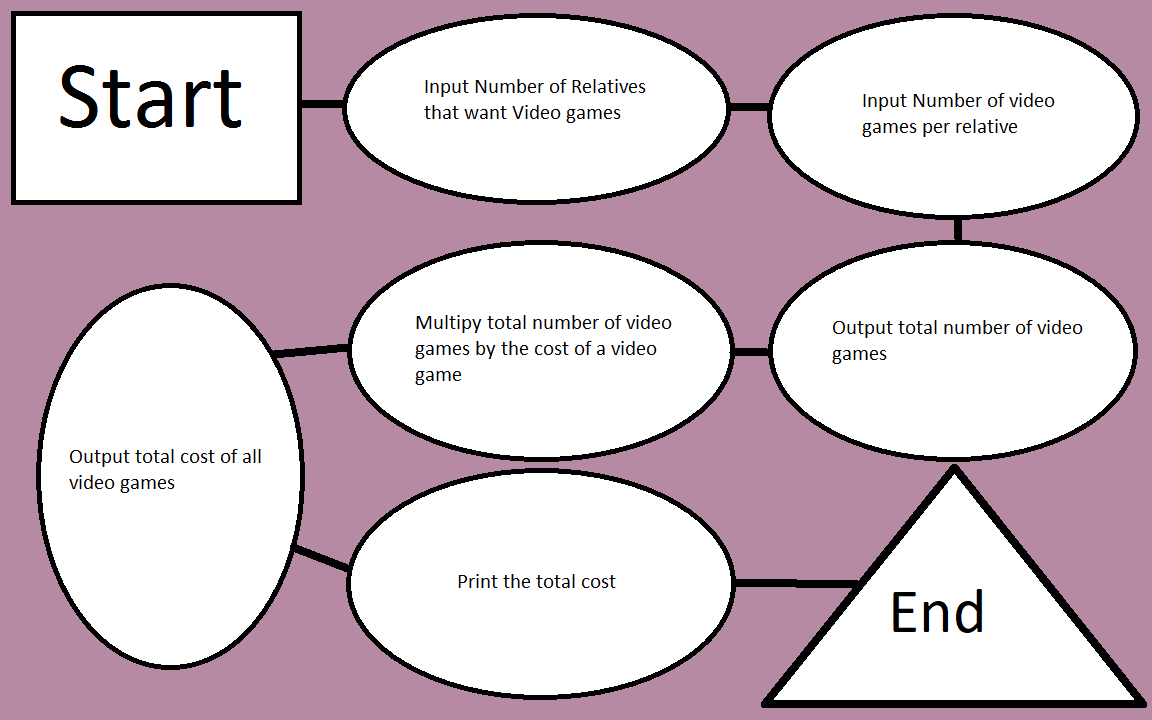 Start
Input Number of Relatives
that want Video games
Input Number of video
games per relative
Output total number of video
games
Multipy total number of video
games by the cost of a video
game
Output total cost of all
video games
Print the total cost
End